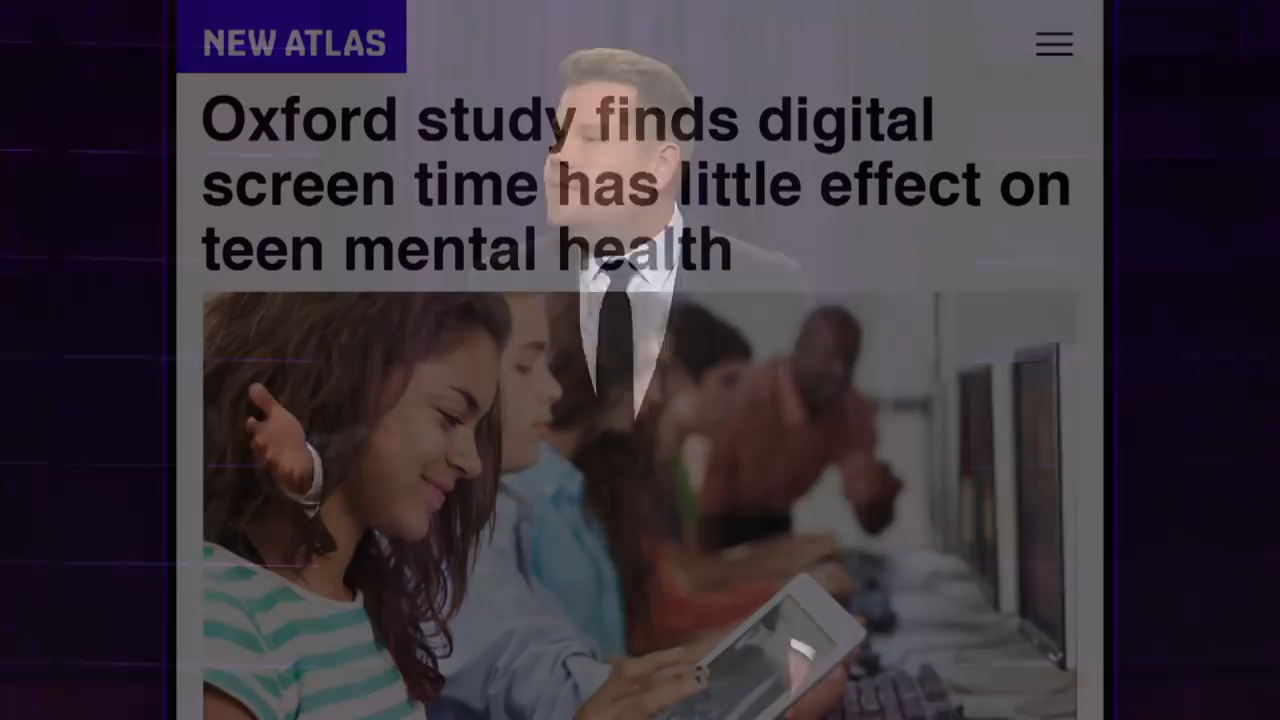 NEW ATLAS
Oxford study finds digital
screen time has little effect on
teen mental health